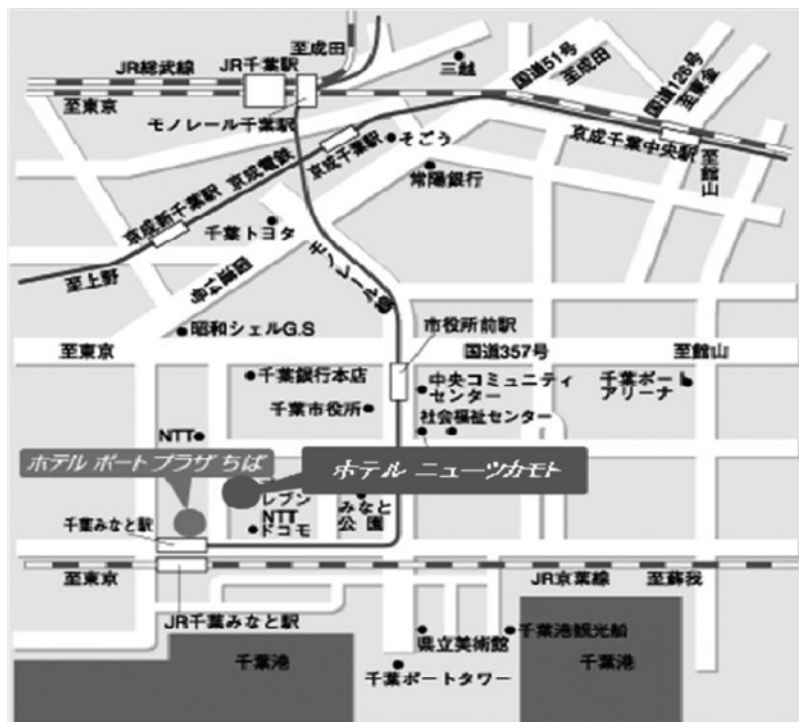 至成田
JR総武線
JR千葉駅
三越
国道51号
至成田
国道126号
至東金
至東京
モノレール千葉駅
そごう
京成千葉駅
京成千葉中央駅
至館山
京成電鉄
京成新千葉駅
常陽銀行
千葉トヨタ
モノレール線
至上野
国道14号
昭和シェルG.S
市役所前駅
至東京
国道357号
至館山
千葉銀行本店
中央コミュニティ
センター
千葉ポート
アリーナ
千葉市役所
社会福祉センター
NTT
ホテル ポートプラザ ちば
ホテル ニューツカモト
レブン
みなと
公園
NTT
ドコモ
千葉みなと駅
至東京
JR京葉線
至蘇我
JR千葉みなと駅
県立美術館
千葉港観光船
千葉港
千葉港
千葉ポートタワー